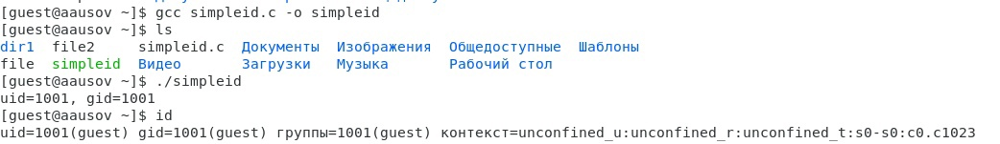 [guest@aausov ~]$ gcc simpleid.c -o simpleid
[guest@aausov ~]$ ls
dir1  file2     simpleid.c  Документы  Изображения  Общедоступные  Шаблоны
file  simpleid  Видео       Загрузки   Музыка       Рабочий стол
[guest@aausov ~]$ ./simpleid
uid=1001, gid=1001
[guest@aausov ~]$ id
uid=1001(guest) gid=1001(guest) группы=1001(guest) контекст=unconfined_u:unconfined_r:unconfined_t:s0-s0:c0.c1023